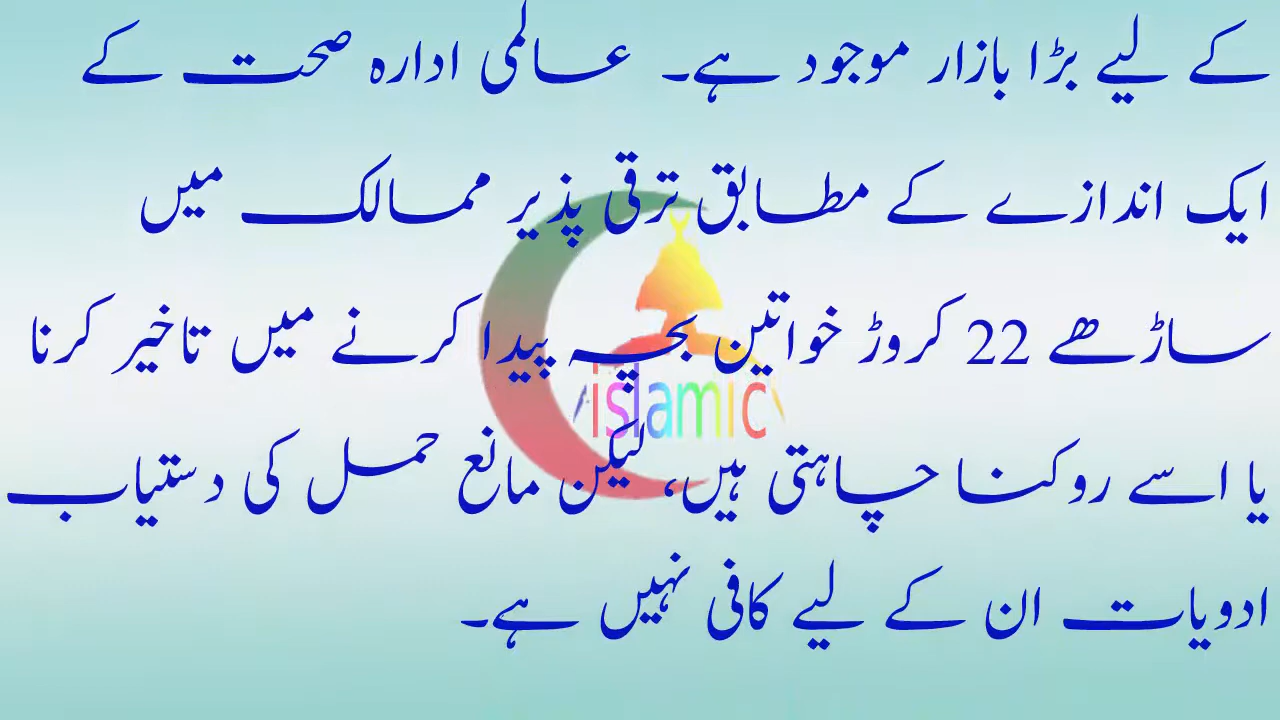 کے لیے بڑا بازار موجود ہے۔ عالمی ادارہ صحت کے
ایک اندازے کے مطابق ترقی پذیر ممالک میں
ساڑھے 22 کروڑ خواتین بچہ پیدا کرنے میں تاخیر کرنا
islamic
یا اسے روکنا چاہتی ہیں، لیکن مانع حمل کی دستیاب
ادویات ان کے لیے کافی نہیں ہے۔